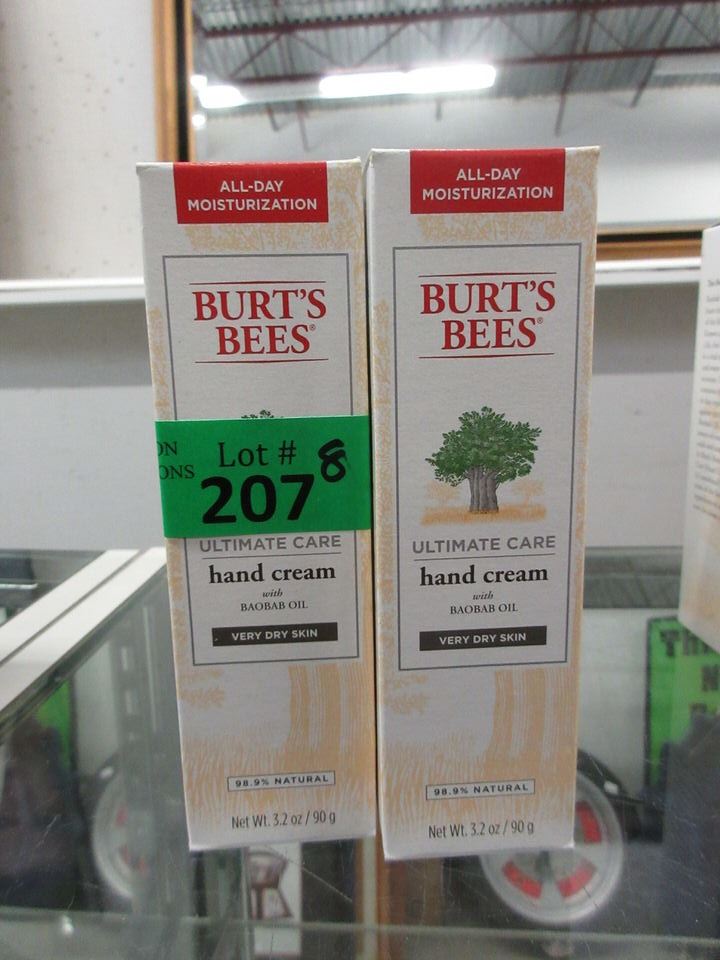 ALL-DAY
MOISTURIZATION
BURT'S
BEES®
ON
ONS
Lot # 8
207
ULTIMATE CARE
hand cream
with
BAOBAB OIL
VERY DRY SKIN
98.9% NATURAL
Net Wt. 3.2 oz / 90 g
ALL-DAY
MOISTURIZATION
BURT'S
BEES®
ULTIMATE CARE
hand cream
with
BAOBAB OIL
VERY DRY SKIN
98.9% NATURAL
Net Wt. 3.2 oz / 90 g